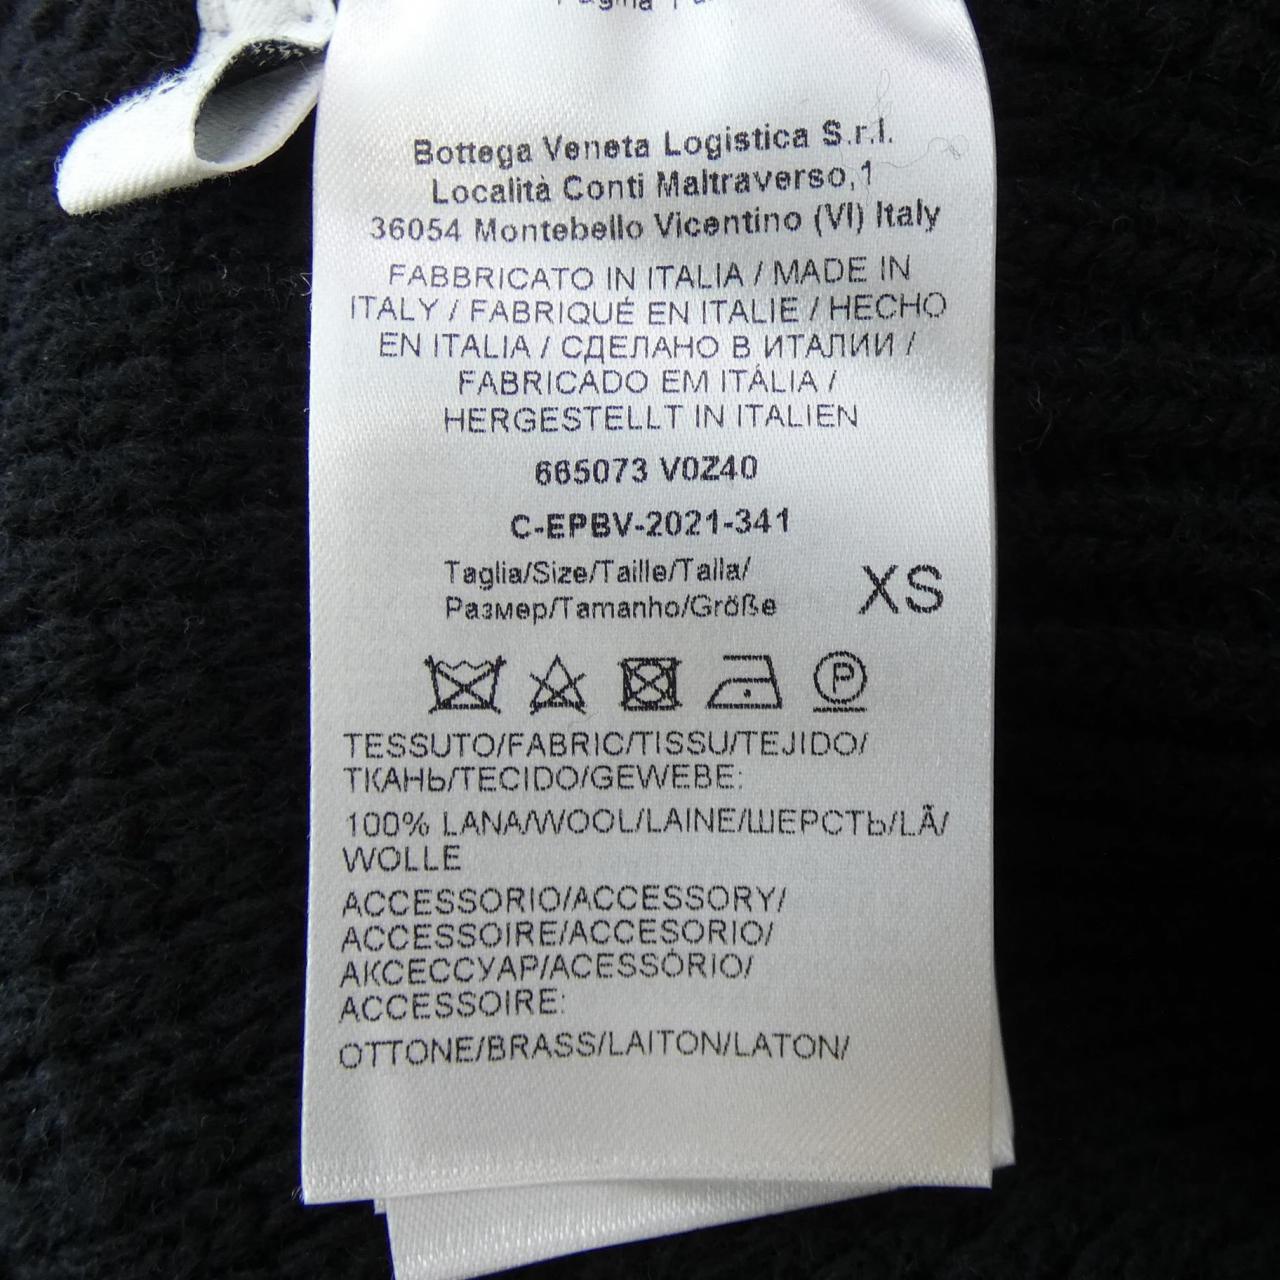 Bottega Veneta Logistica S.r.l.
Località Conti Maltraverso,1
36054 Montebello Vicentino (VI) Italy
FABBRICATO IN ITALIA / MADE IN
ITALY / FABRIQUÉ EN ITALIE / HECHO
EN ITALIA / СДЕЛАНО В ИТАЛИИ /
FABRICADO EM ITÁLIA /
HERGESTELLT IN ITALIEN
665073 V0Z40
C-EPBV-2021-341
Taglia/Size/Taille/Talla/
Размер/Tamanho/Größe
XS
P
TESSUTO/FABRIC/TISSU/TEJIDO/
ТКАНЬ/TECIDO/GEWEBE:
100% LANA/WOOL/LAINE/ШЕРСТЬ/LÃ/
WOLLE
ACCESSORIO/ACCESSORY/
ACCESSOIRE/ACCESORIO/
АКСЕССУАР/ACESSÓRIO/
ACCESSOIRE:
OTTONE/BRASS/LAITON/LATON/